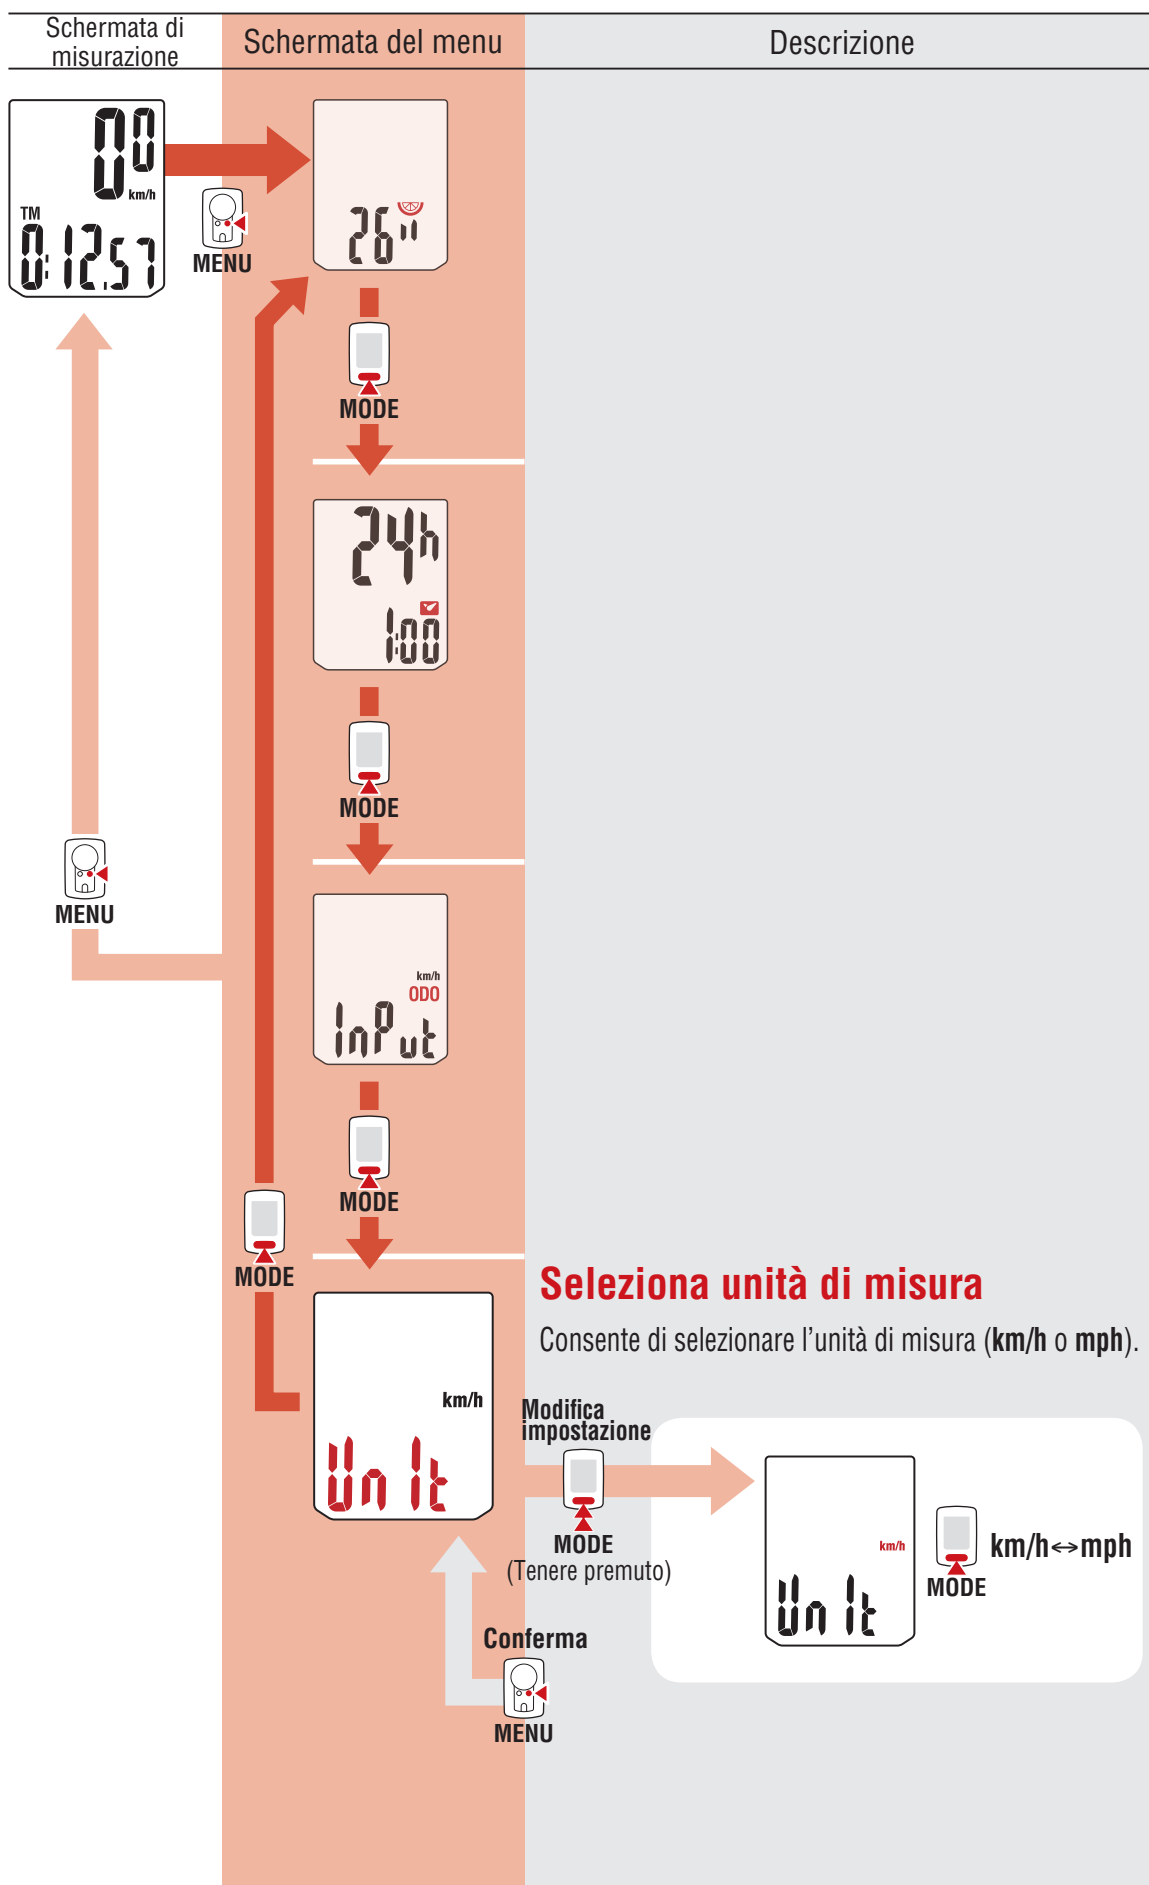 Schermata di
misurazione
Schermata del menu
Descrizione
00
km/h
TM
0:12.57
MENU
26"
MODE
24h
1:00
MODE
MENU
km/h
ODO
InPut
MODE
MODE
Seleziona unità di misura
Consente di selezionare l’unità di misura (km/h o mph).
km/h
UnIt
Modifica
impostazione
MODE
(Tenere premuto)
km/h
UnIt
MODE
km/h↔mph
Conferma
MENU